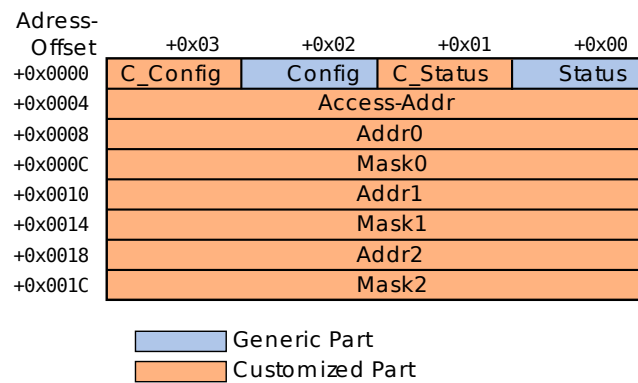 Adress-
Offset +0x03 +0x02 +0x01 +0x00
+0x0000 C_Config Config C_Status Status
+0x0004 Access-Addr
+0x0008 Addr0
+0x000C Mask0
+0x0010 Addr1
+0x0014 Mask1
+0x0018 Addr2
+0x001C Mask2
Generic Part
Customized Part